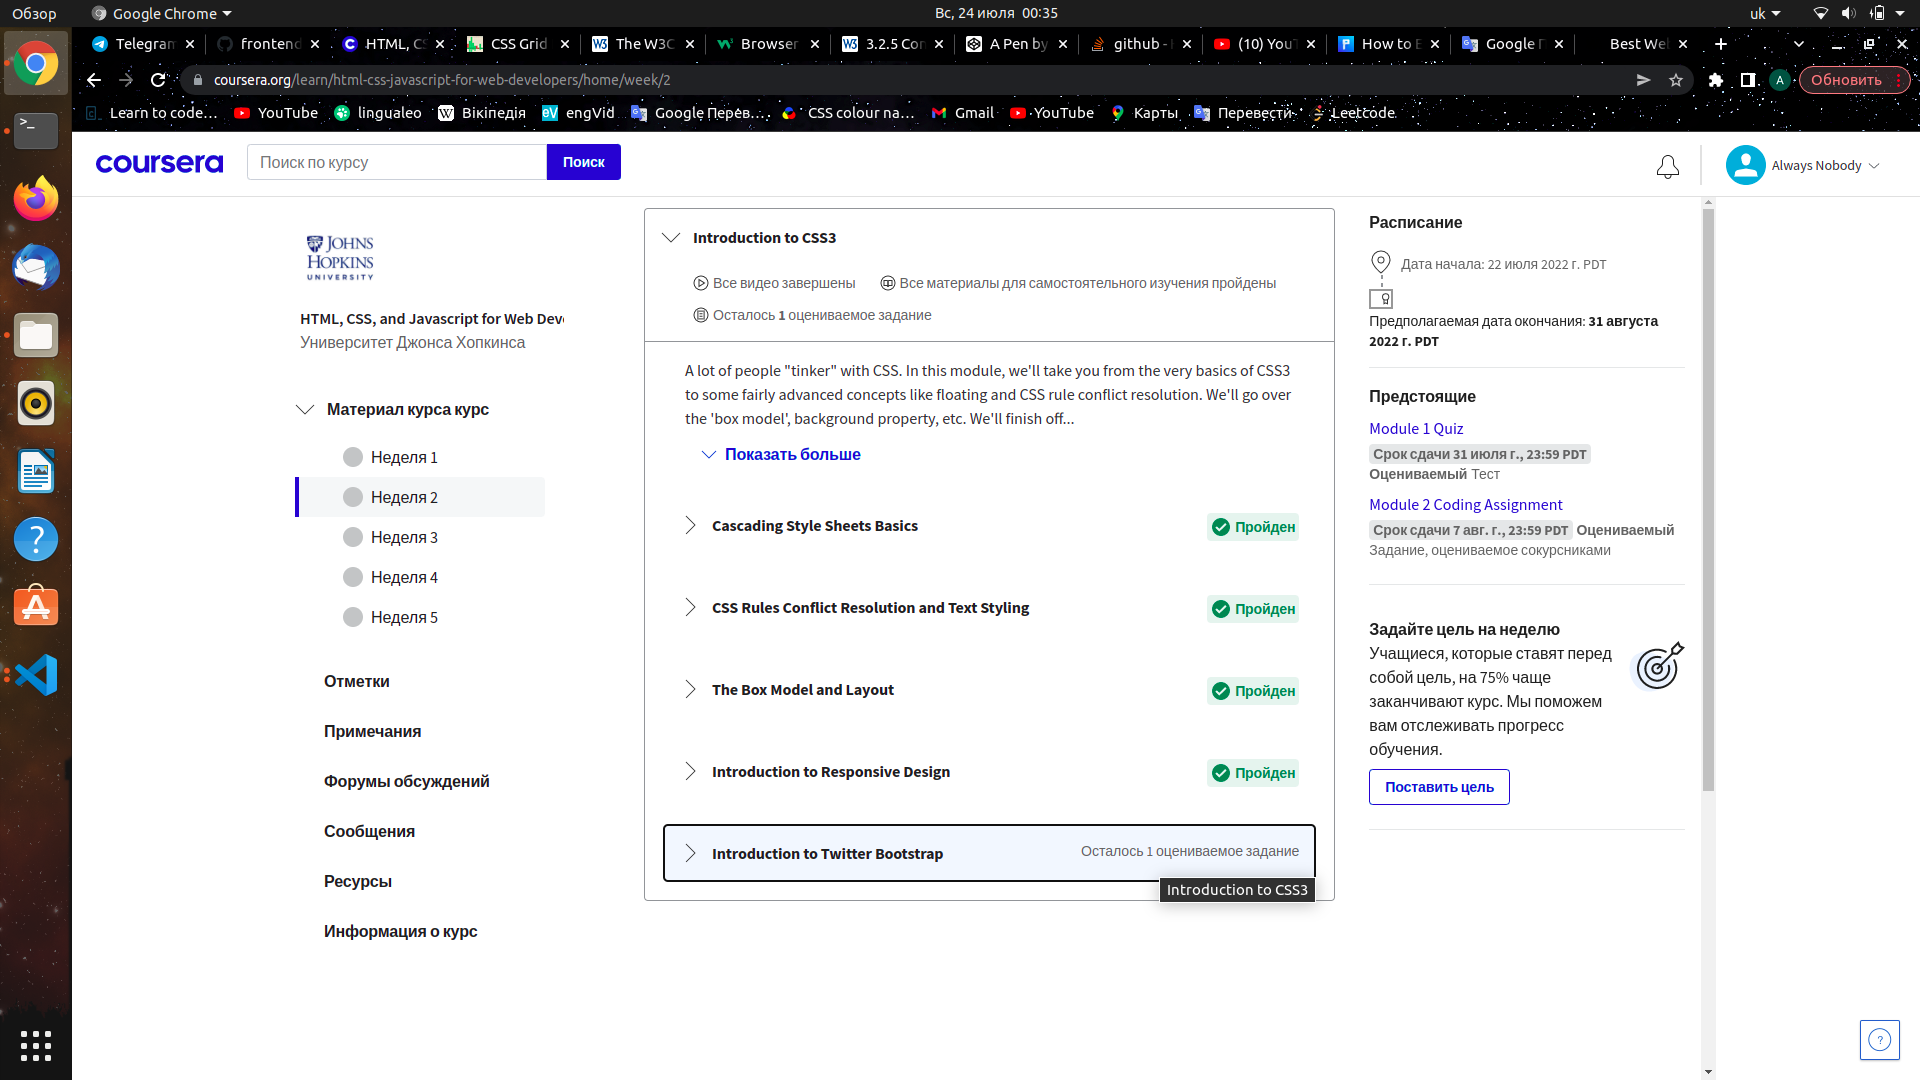 Обзор
Google Chrome
Вс, 24 июля 00:35
uk
Telegram
frontend
HTML, CS
CSS Grid
The W3C
Browser
3.2.5 Con
A Pen by
github -
(10) YouT
How to E
Google П
Best Wel
coursera.org/learn/html-css-javascript-for-web-developers/home/week/2
A
Обновить
Learn to code...
YouTube
lingualeo
Вікіпедія
engVid
Google Перев...
CSS colour na...
Gmail
YouTube
Карты
Перевести
Leetcode
coursera
Поиск по курсу
Поиск
Always Nobody
JOHNS
HOPKINS
UNIVERSITY
HTML, CSS, and Javascript for Web Dev
Университет Джонса Хопкинса
Материал курса курс
Неделя 1
Неделя 2
Неделя 3
Неделя 4
Неделя 5
Отметки
Примечания
Форумы обсуждений
Сообщения
Ресурсы
Информация о курс
Introduction to CSS3
Все видео завершены
Все материалы для самостоятельного изучения пройдены
Осталось 1 оцениваемое задание
A lot of people "tinker" with CSS. In this module, we'll take you from the very basics of CSS3
to some fairly advanced concepts like floating and CSS rule conflict resolution. We'll go over
the 'box model', background property, etc. We'll finish off...
Показать больше
Cascading Style Sheets Basics
Пройден
CSS Rules Conflict Resolution and Text Styling
Пройден
The Box Model and Layout
Пройден
Introduction to Responsive Design
Пройден
Introduction to Twitter Bootstrap
Осталось 1 оцениваемое задание
Introduction to CSS3
Расписание
Дата начала: 22 июля 2022 г. PDT
Предполагаемая дата окончания: 31 августа
2022 г. PDT
Предстоящие
Module 1 Quiz
Срок сдачи 31 июля г., 23:59 PDT
Оцениваемый Тест
Module 2 Coding Assignment
Срок сдачи 7 авг. г., 23:59 PDT Оцениваемый
Задание, оцениваемое сокурсниками
Задайте цель на неделю
Учащиеся, которые ставят перед
собой цель, на 75% чаще
заканчивают курс. Мы поможем
вам отслеживать прогресс
обучения.
Поставить цель